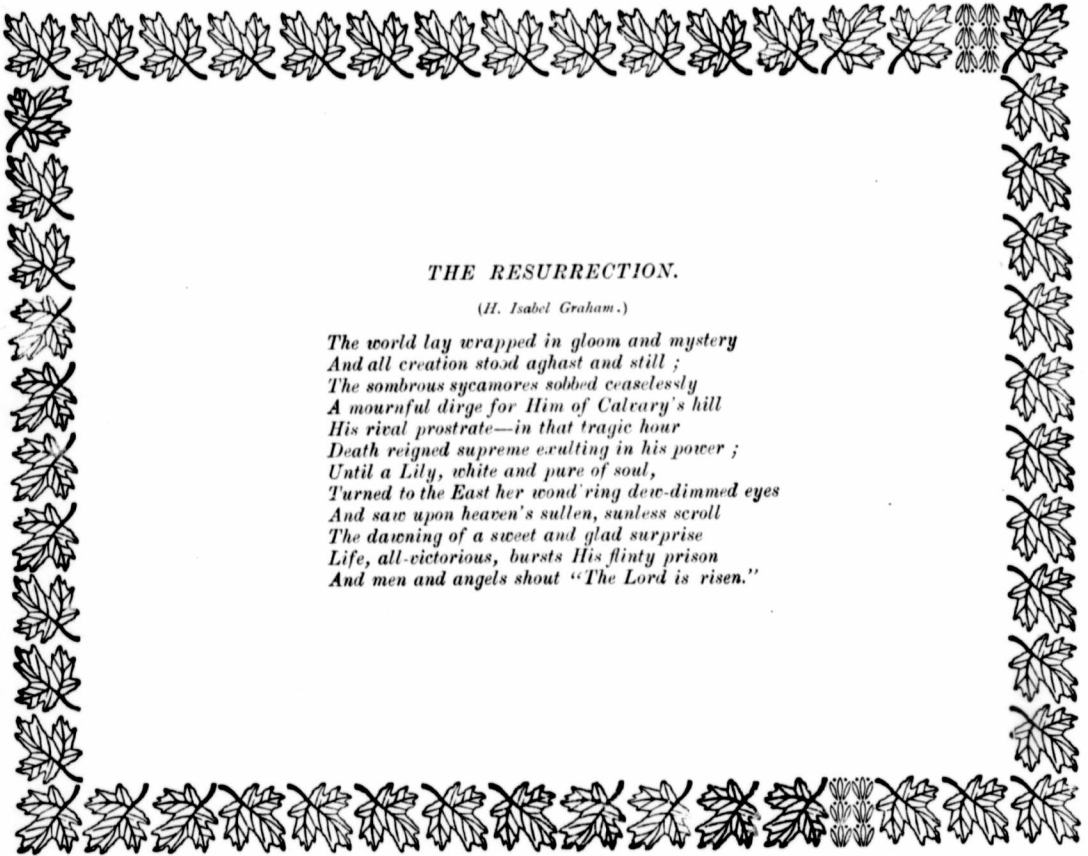 THE RESURRECTION.
(H. Isabel Graham.)
The world lay wrapped in gloom and mystery
And all creation stood aghast and still ;
The sombrous sycamores sobbed ceaselessly
A mournful dirge for Him of Calvary's hill
His rival prostrate—in that tragic hour
Death reigned supreme exulting in his power ;
Until a Lily, white and pure of soul,
Turned to the East her wond'ring dew-dimmed eyes
And saw upon heaven's sullen, sunless scroll
The dawning of a sweet and glad surprise
Life, all-victorious, bursts His flinty prison
And men and angels shout "The Lord is risen."